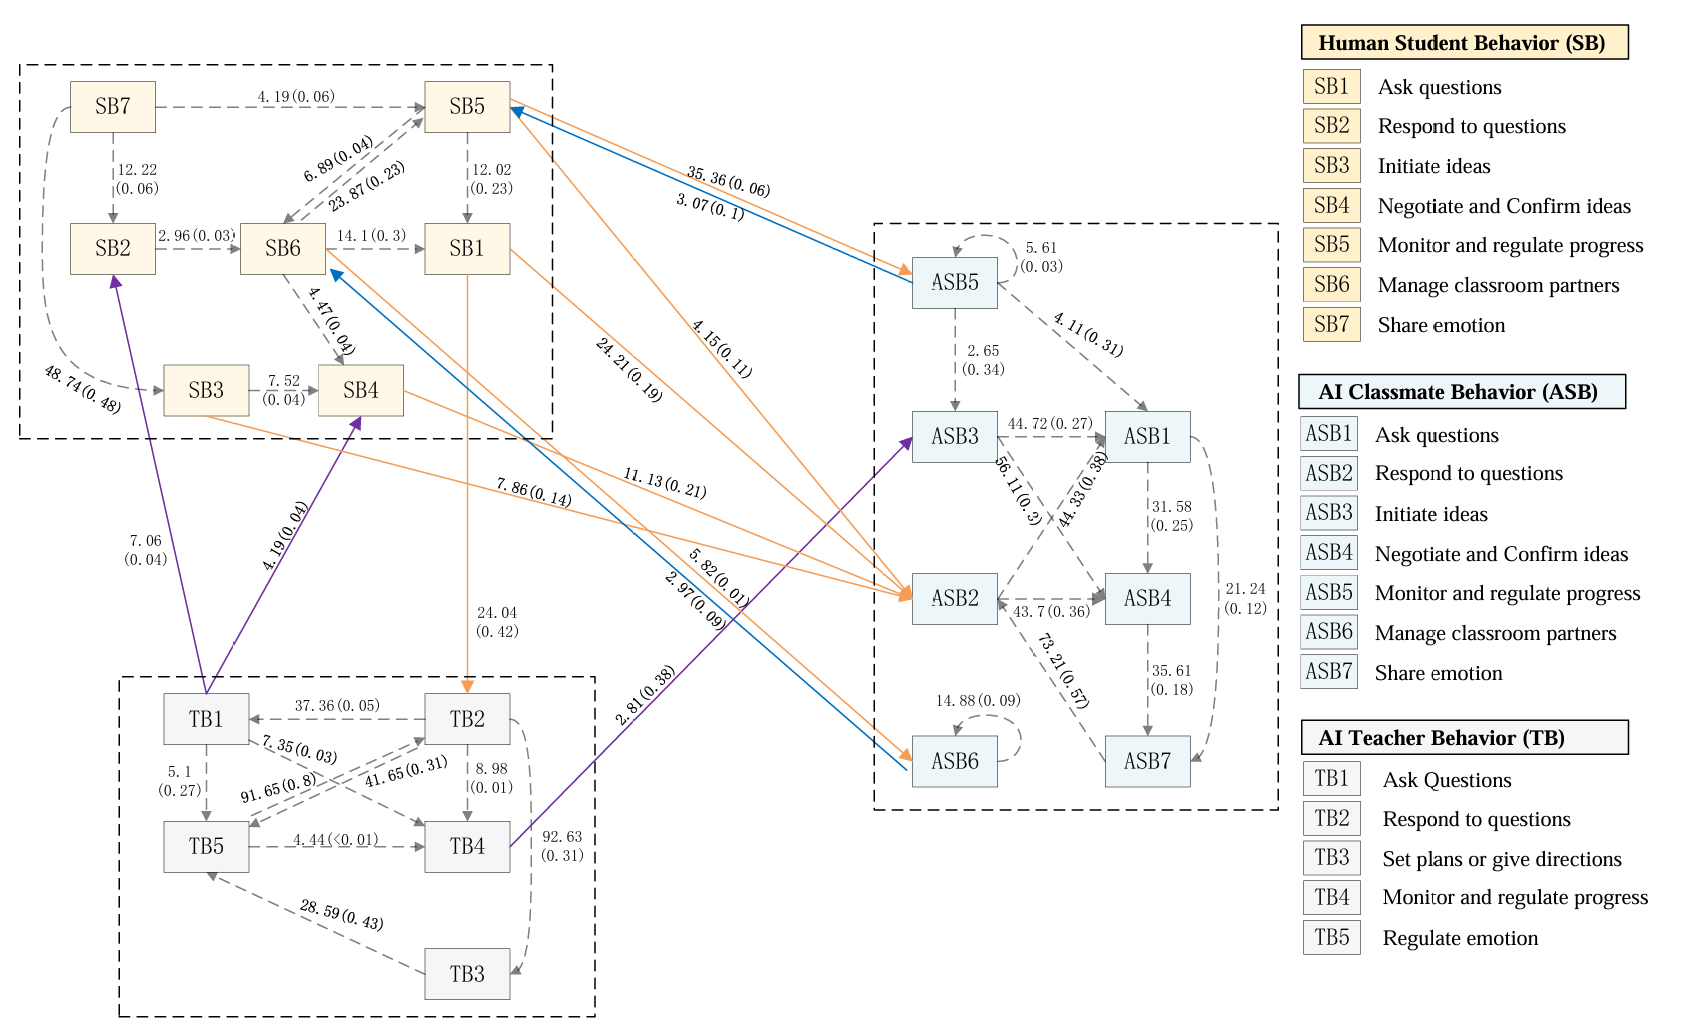 Human Student Behavior (SB)
SB1 Ask questions
SB2 Respond to questions
SB3 Initiate ideas
SB4 Negotiate and Confirm ideas
SB5 Monitor and regulate progress
SB6 Manage classroom partners
SB7 Share emotion
AI Classmate Behavior (ASB)
ASB1 Ask questions
ASB2 Respond to questions
ASB3 Initiate ideas
ASB4 Negotiate and Confirm ideas
ASB5 Monitor and regulate progress
ASB6 Manage classroom partners
ASB7 Share emotion
AI Teacher Behavior (TB)
TB1 Ask Questions
TB2 Respond to questions
TB3 Set plans or give directions
TB4 Monitor and regulate progress
TB5 Regulate emotion
SB7
4.19(0.06)
SB5
12.22
(0.06)
6.89(0.04)
23.87(0.23)
12.02
(0.23)
SB2
2.96(0.03)
SB6
14.1(0.3)
SB1
4.47(0.04)
48.74(0.48)
SB3
7.52
(0.04)
SB4
35.36(0.06)
3.07(0.1)
4.15(0.11)
24.21(0.19)
11.13(0.21)
7.86(0.14)
5.82(0.01)
2.97(0.09)
7.06
(0.04)
4.19(0.04)
24.04
(0.42)
2.81(0.38)
ASB5
5.61
(0.03)
4.11(0.31)
2.65
(0.34)
ASB3
44.72(0.27)
ASB1
56.11(0.3)
44.33(0.38)
31.58
(0.25)
ASB2
43.7(0.36)
ASB4
21.24
(0.12)
73.21(0.57)
35.61
(0.18)
14.88(0.09)
ASB6
ASB7
TB1
37.36(0.05)
TB2
7.35(0.03)
5.1
(0.27)
91.65(0.8)
41.65(0.31)
8.98
(0.01)
TB5
4.44(<0.01)
TB4
92.63
(0.31)
28.59(0.43)
TB3